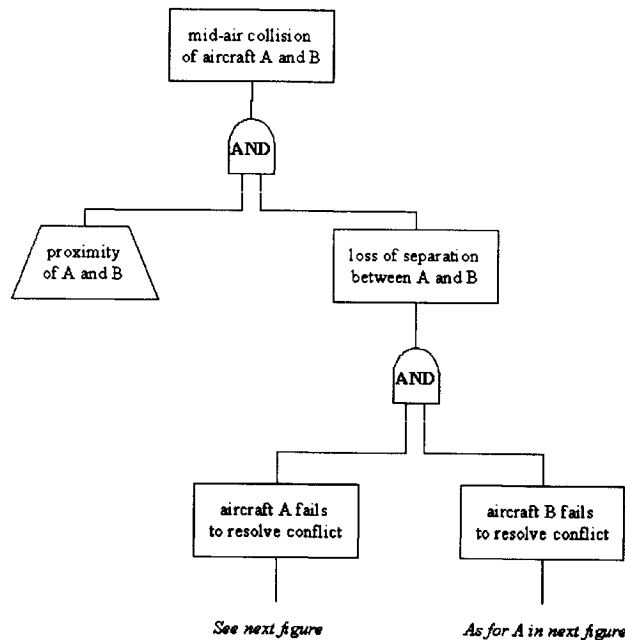 mid-air collision
of aircraft A and B
AND
proximity
of A and B
loss of separation
between A and B
AND
aircraft A fails
to resolve conflict
aircraft B fails
to resolve conflict
See next figure
As for A in next figure